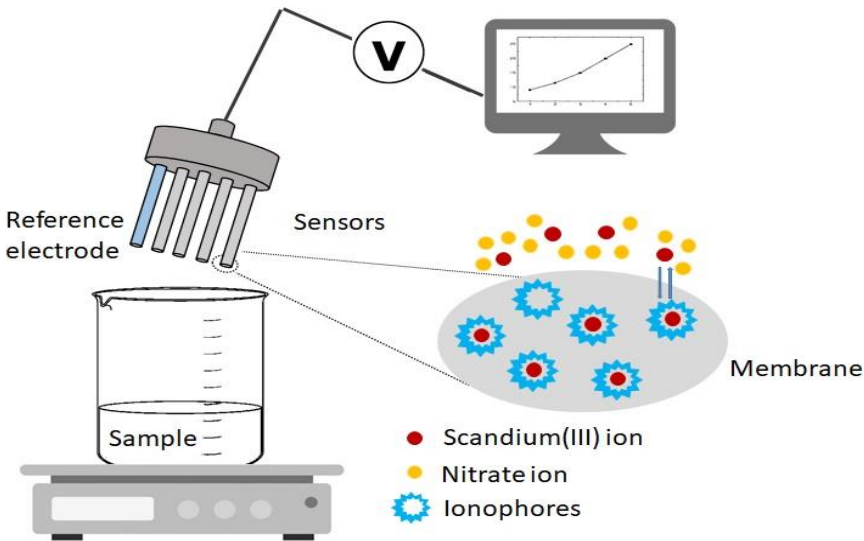 V
Reference
electrode
Sensors
Membrane
Sample
Scandium(III) ion
Nitrate ion
Ionophores